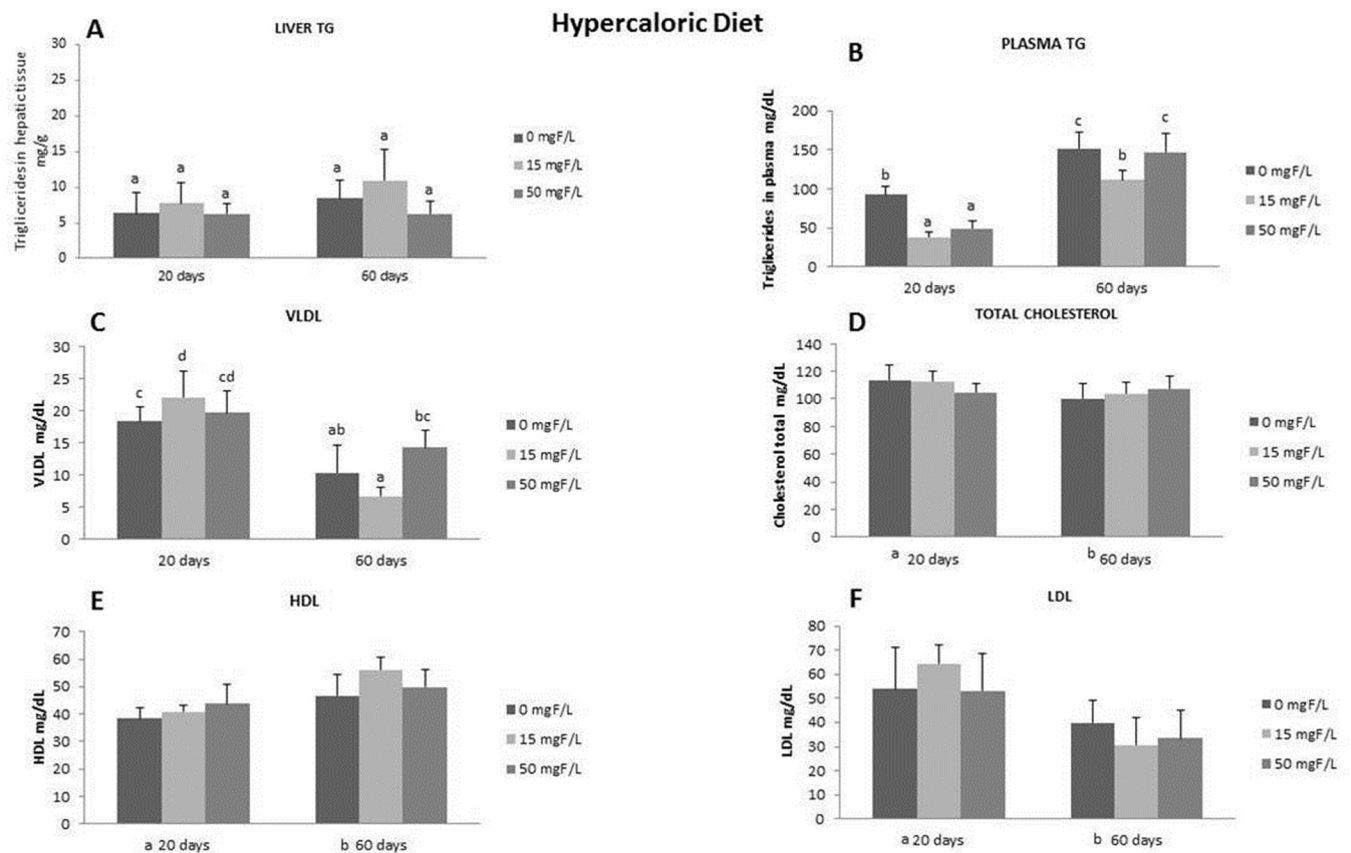 Hypercaloric Diet
A
LIVER TG
Trigliceridesin hepatictissue
mg/g
30
25
20
15
10
5
0
a
a
a
a
a
a
20 days
60 days
0 mgF/L
15 mgF/L
50 mgF/L
B
PLASMA TG
Triglicerides in plasma mg/dL
200
150
100
50
0
b
a
a
c
b
c
20 days
60 days
0 mgF/L
15 mgF/L
50 mgF/L
C
VLDL
VLDL mg/dL
30
25
20
15
10
5
0
c
d
cd
ab
a
bc
20 days
60 days
0 mgF/L
15 mgF/L
50 mgF/L
D
TOTAL CHOLESTEROL
Cholesterol total mg/dL
140
120
100
80
60
40
20
0
a 20 days
b 60 days
0 mgF/L
15 mgF/L
50 mgF/L
E
HDL
HDL mg/dL
70
60
50
40
30
20
10
0
a 20 days
b 60 days
0 mgF/L
15 mgF/L
50 mgF/L
F
LDL
LDL mg/dL
80
70
60
50
40
30
20
10
0
a 20 days
b 60 days
0 mgF/L
15 mgF/L
50 mgF/L